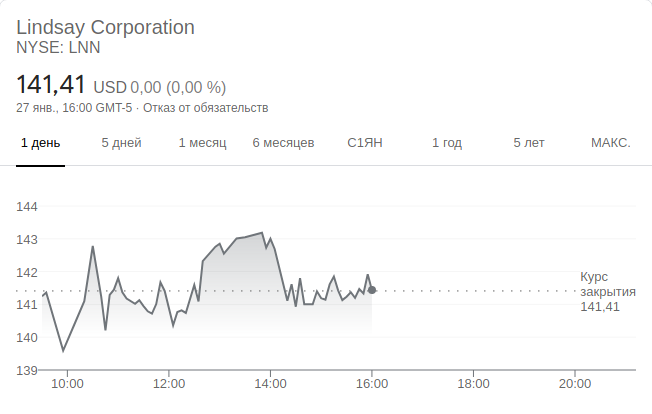 Lindsay Corporation
NYSE: LNN
141,41 USD 0,00 (0,00 %)
27 янв., 16:00 GMT-5 · Отказ от обязательств
1 день 5 дней 1 месяц 6 месяцев С1ЯН 1 год 5 лет МАКС.
144
143
142
141
140
139
Курс
закрытия
141,41
10:00 12:00 14:00 16:00 18:00 20:00